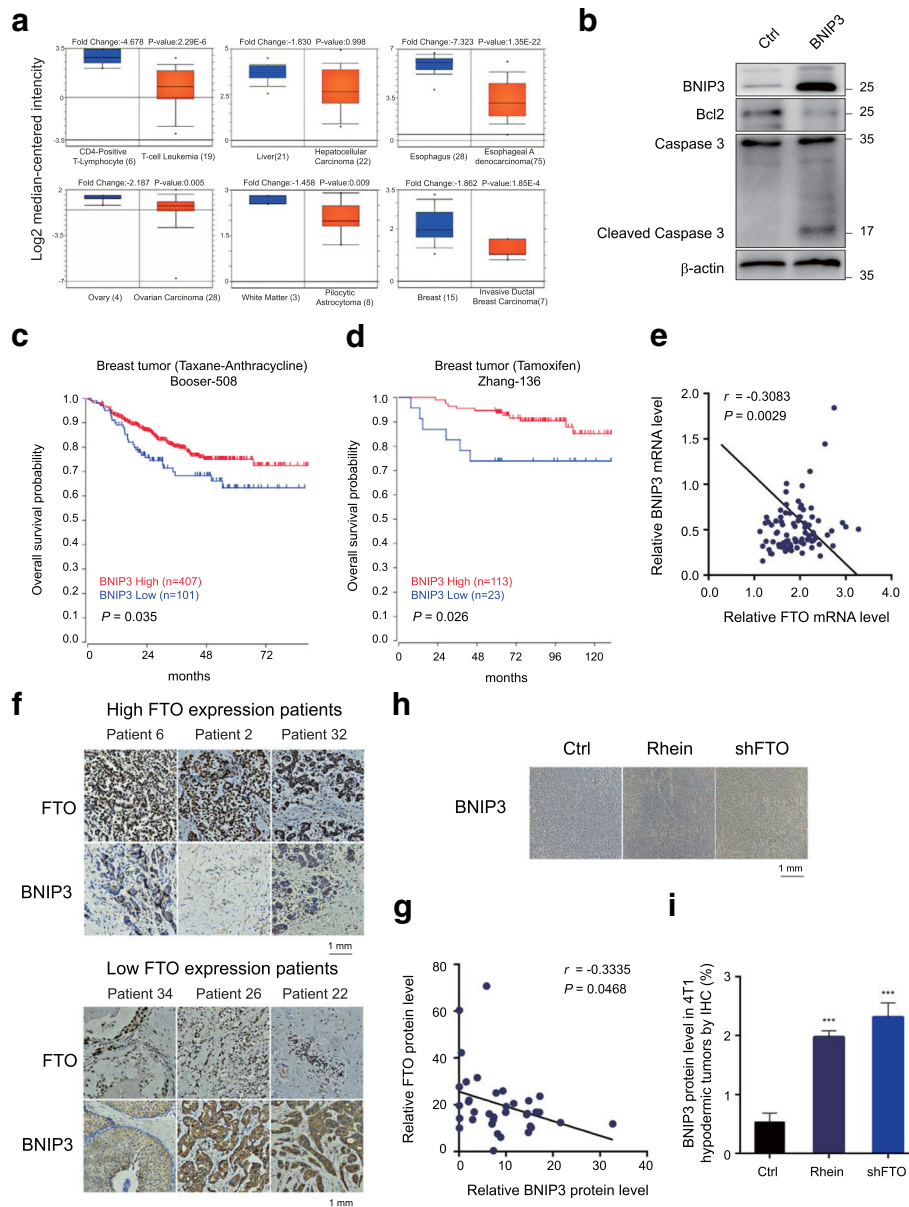 a
Log2 median-centered intencity
Fold Change:-4.678 P-value:2.29E-6
3.5
0
-3.5
CD4-Positive
T-Lymphocyte (6)
T-cell Leukemia (19)
Fold Change:-1.830 P-value:0.998
5
2.5
0
Liver(21)
Hepatocellular
Carcinoma (22)
Fold Change:-7.323 P-value:1.35E-22
7
3.5
0
Esophagus (28)
Esophageal A
denocarcinoma(75)
Fold Change:-2.187 P-value:0.005
2
-3.5
-7
Ovary (4)
Ovarian Carcinoma (28)
Fold Change:-1.458 P-value:0.009
3
1.5
0
White Matter (3)
Pilocytic
Astrocytoma (8)
Fold Change:-1.862 P-value:1.85E-4
3.5
2
0
Breast (15)
Invasive Ductal
Breast Carcinoma(7)
b
Ctrl
BNIP3
BNIP3
25
Bcl2
25
Caspase 3
35
Cleaved Caspase 3
17
β-actin
35
c
Breast tumor (Taxane-Anthracycline)
Booser-508
Overall survival probability
1.0
0.9
0.8
0.7
0.6
0.5
0.4
0.3
0.2
0.1
0.0
BNIP3 High (n=407)
BNIP3 Low (n=101)
P = 0.035
0 24 48 72
months
d
Breast tumor (Tamoxifen)
Zhang-136
Overall survival probability
1.0
0.9
0.8
0.7
0.6
0.5
0.4
0.3
0.2
0.1
0.0
BNIP3 High (n=113)
BNIP3 Low (n=23)
P = 0.026
0 24 48 72 96 120
months
e
r = -0.3083
P = 0.0029
Relative BNIP3 mRNA level
2.0
1.5
1.0
0.5
0.0
0.0 1.0 2.0 3.0 4.0
Relative FTO mRNA level
f
High FTO expression patients
Patient 6 Patient 2 Patient 32
FTO
BNIP3
1 mm
Low FTO expression patients
Patient 34 Patient 26 Patient 22
FTO
BNIP3
1 mm
h
Ctrl Rhein shFTO
BNIP3
1 mm
g
r = -0.3335
P = 0.0468
Relative FTO protein level
80
60
40
20
0
0 10 20 30 40
Relative BNIP3 protein level
i
BNIP3 protein level in 4T1
hypodermic tumors by IHC (%)
3
2
1
0
***
***
Ctrl Rhein shFTO